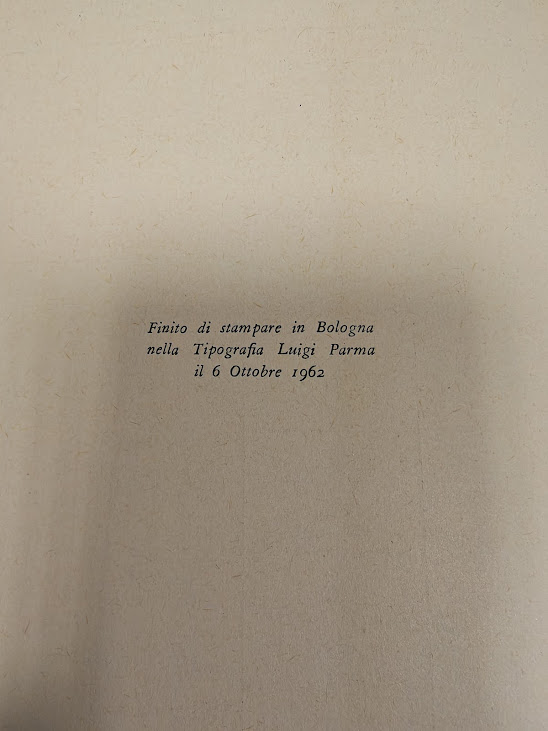 Finito di stampare in Bologna
nella Tipografia Luigi Parma
il 6 Ottobre 1962